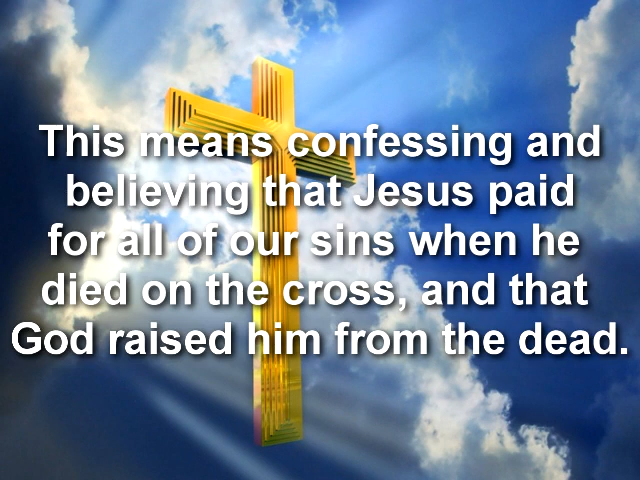 This means confessing and
believing that Jesus paid
for all of our sins when he
died on the cross, and that
God raised him from the dead.